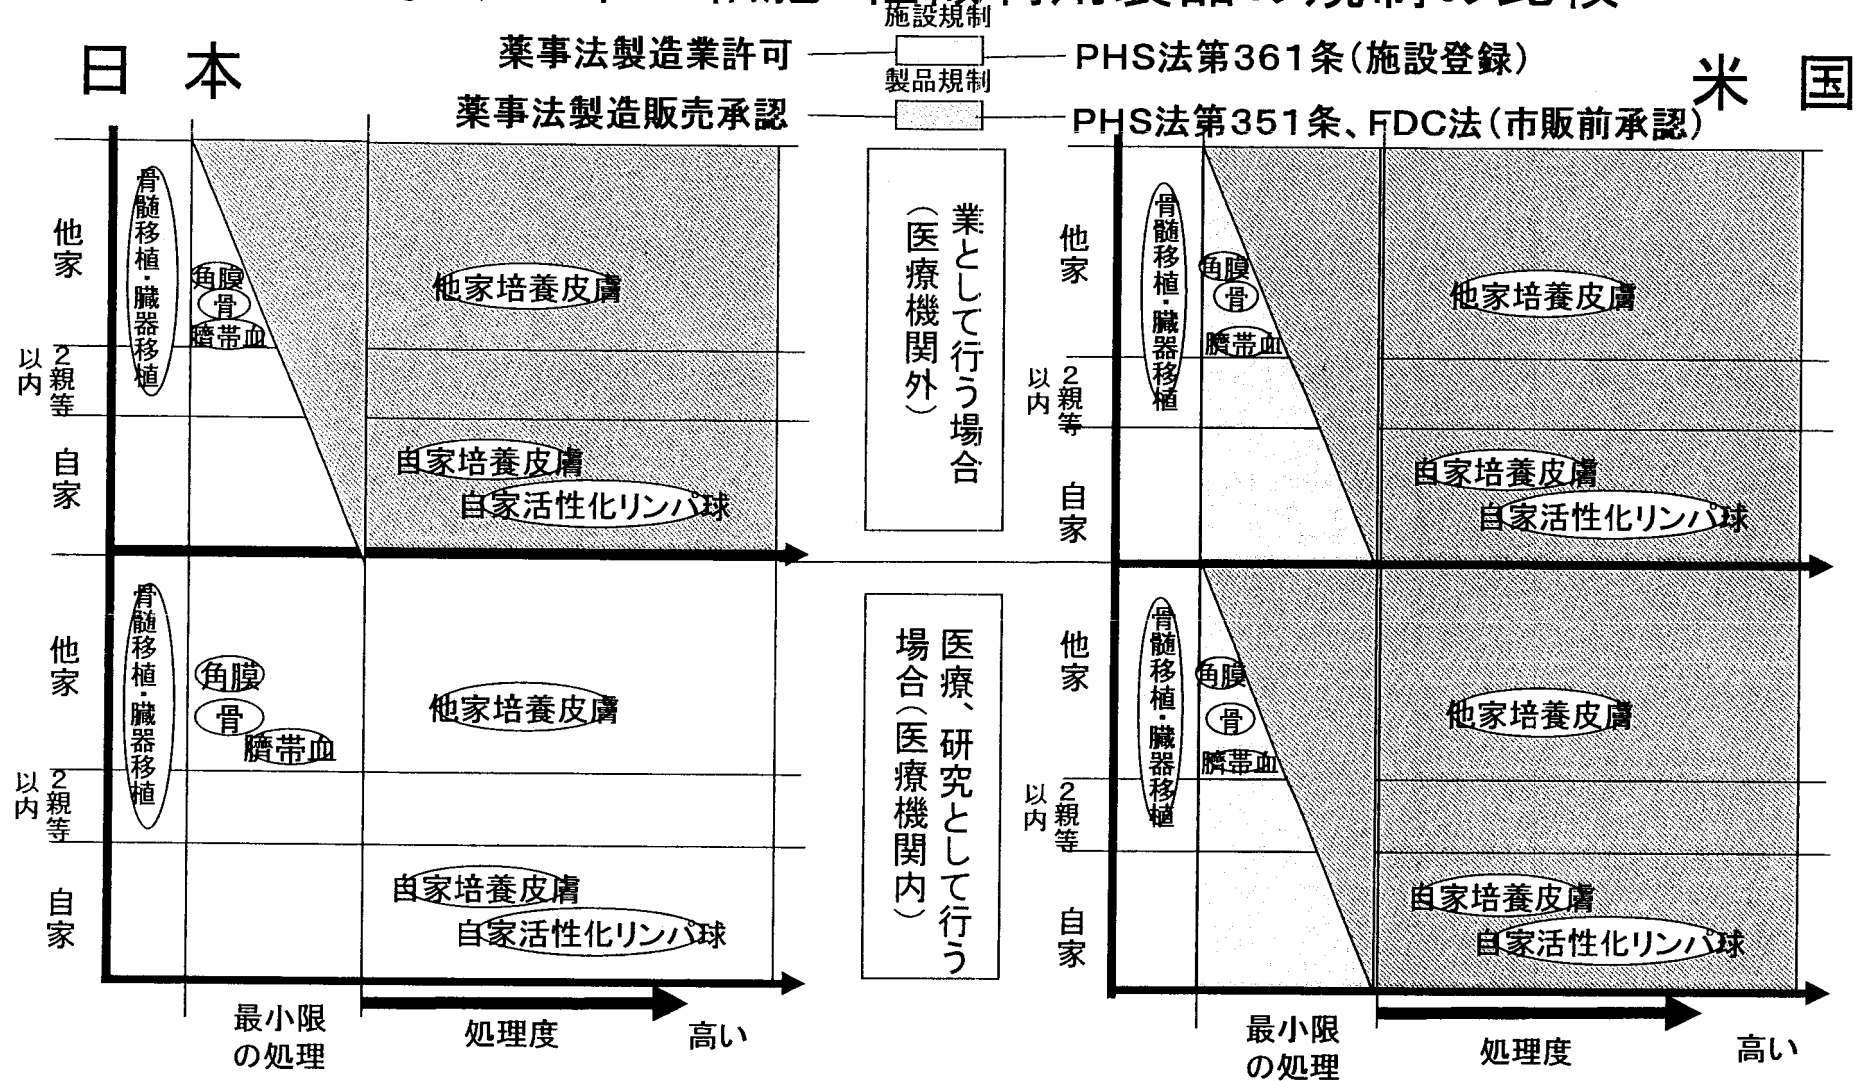 細胞・組織利用製品の規制の比較
日本
米国
施設規制
薬事法製造業許可
PHS法第361条(施設登録)
製品規制
薬事法製造販売承認
PHS法第351条、FDC法(市販前承認)
他家
2親等以内
自家
骨髄移植・臓器移植
角膜
骨
臍帯血
他家培養皮膚
自家培養皮膚
自家活性化リンパ球
業として行う場合
(医療機関外)
他家
2親等以内
自家
骨髄移植・臓器移植
角膜
骨
臍帯血
他家培養皮膚
自家培養皮膚
自家活性化リンパ球
他家
2親等以内
自家
骨髄移植・臓器移植
角膜
骨
臍帯血
他家培養皮膚
自家培養皮膚
自家活性化リンパ球
医療、研究として行う
場合(医療機関内)
他家
2親等以内
自家
骨髄移植・臓器移植
角膜
骨
臍帯血
他家培養皮膚
自家培養皮膚
自家活性化リンパ球
最小限
の処理
処理度
高い
最小限
の処理
処理度
高い